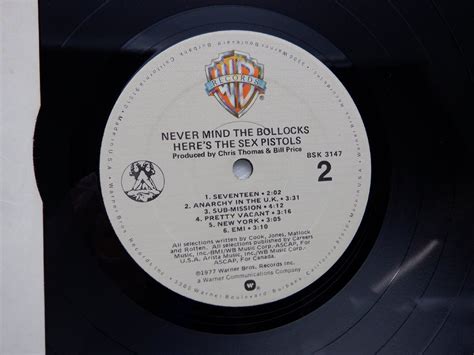 RECORDS
NEVER MIND THE BOLLOCKS
HERE'S THE SEX PISTOLS
Produced by Chris Thomas & Bill Price
BSK 3147
2
1. SEVENTEEN • 2:02
2. ANARCHY IN THE U.K. • 3:31
3. SUB-MISSION • 4:12
4. PRETTY VACANT • 3:16
5. NEW YORK • 3:05
6. EMI • 3:10
All selections written by Cook, Jones, Matlock
and Rotten. All selections published by Careers
Music, Inc./BMI/WB Music Corp.-ASCAP, For
U.S.A. Arista Music, Inc./WB Music Corp.-
ASCAP, For Canada.
©1977 Warner Bros. Records Inc.
a Warner Communications Company